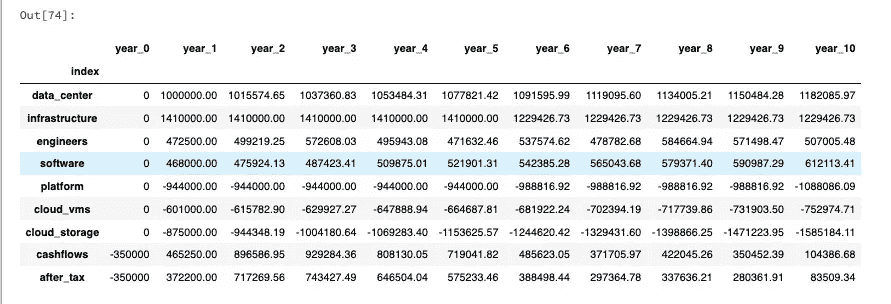 Out[74]:
year_0 year_1 year_2 year_3 year_4 year_5 year_6 year_7 year_8 year_9 year_10
index
data_center 0 1000000.00 1015574.65 1037360.83 1053484.31 1077821.42 1091595.99 1119095.60 1134005.21 1150484.28 1182085.97
infrastructure 0 1410000.00 1410000.00 1410000.00 1410000.00 1410000.00 1229426.73 1229426.73 1229426.73 1229426.73 1229426.73
engineers 0 472500.00 499219.25 572608.03 495943.08 471632.46 537574.62 478782.68 584664.94 571498.47 507005.48
software 0 468000.00 475924.13 487423.41 509875.01 521901.31 542385.28 565043.68 579371.40 590987.29 612113.41
platform 0 -944000.00 -944000.00 -944000.00 -944000.00 -944000.00 -988816.92 -988816.92 -988816.92 -988816.92 -1088086.09
cloud_vms 0 -601000.00 -615782.90 -629927.27 -647888.94 -664687.81 -681922.24 -702394.19 -717739.86 -731903.50 -752974.71
cloud_storage 0 -875000.00 -944348.19 -1004180.64 -1069283.40 -1153625.57 -1244620.42 -1329431.60 -1398866.25 -1471223.95 -1585184.11
cashflows -350000 465250.00 896586.95 929284.36 808130.05 719041.82 485623.05 371705.97 422045.26 350452.39 104386.68
after_tax -350000 372200.00 717269.56 743427.49 646504.04 575233.46 388498.44 297364.78 337636.21 280361.91 83509.34